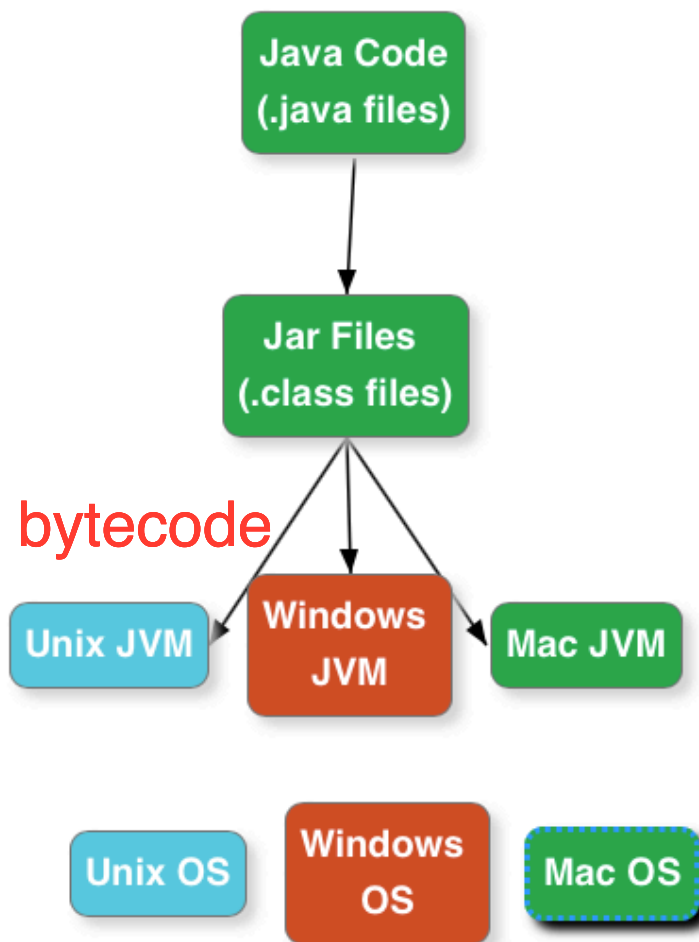 Java Code
(.java files)
Jar Files
(.class files)
bytecode
Unix JVM
Windows
JVM
Mac JVM
Unix OS
Windows
OS
Mac OS